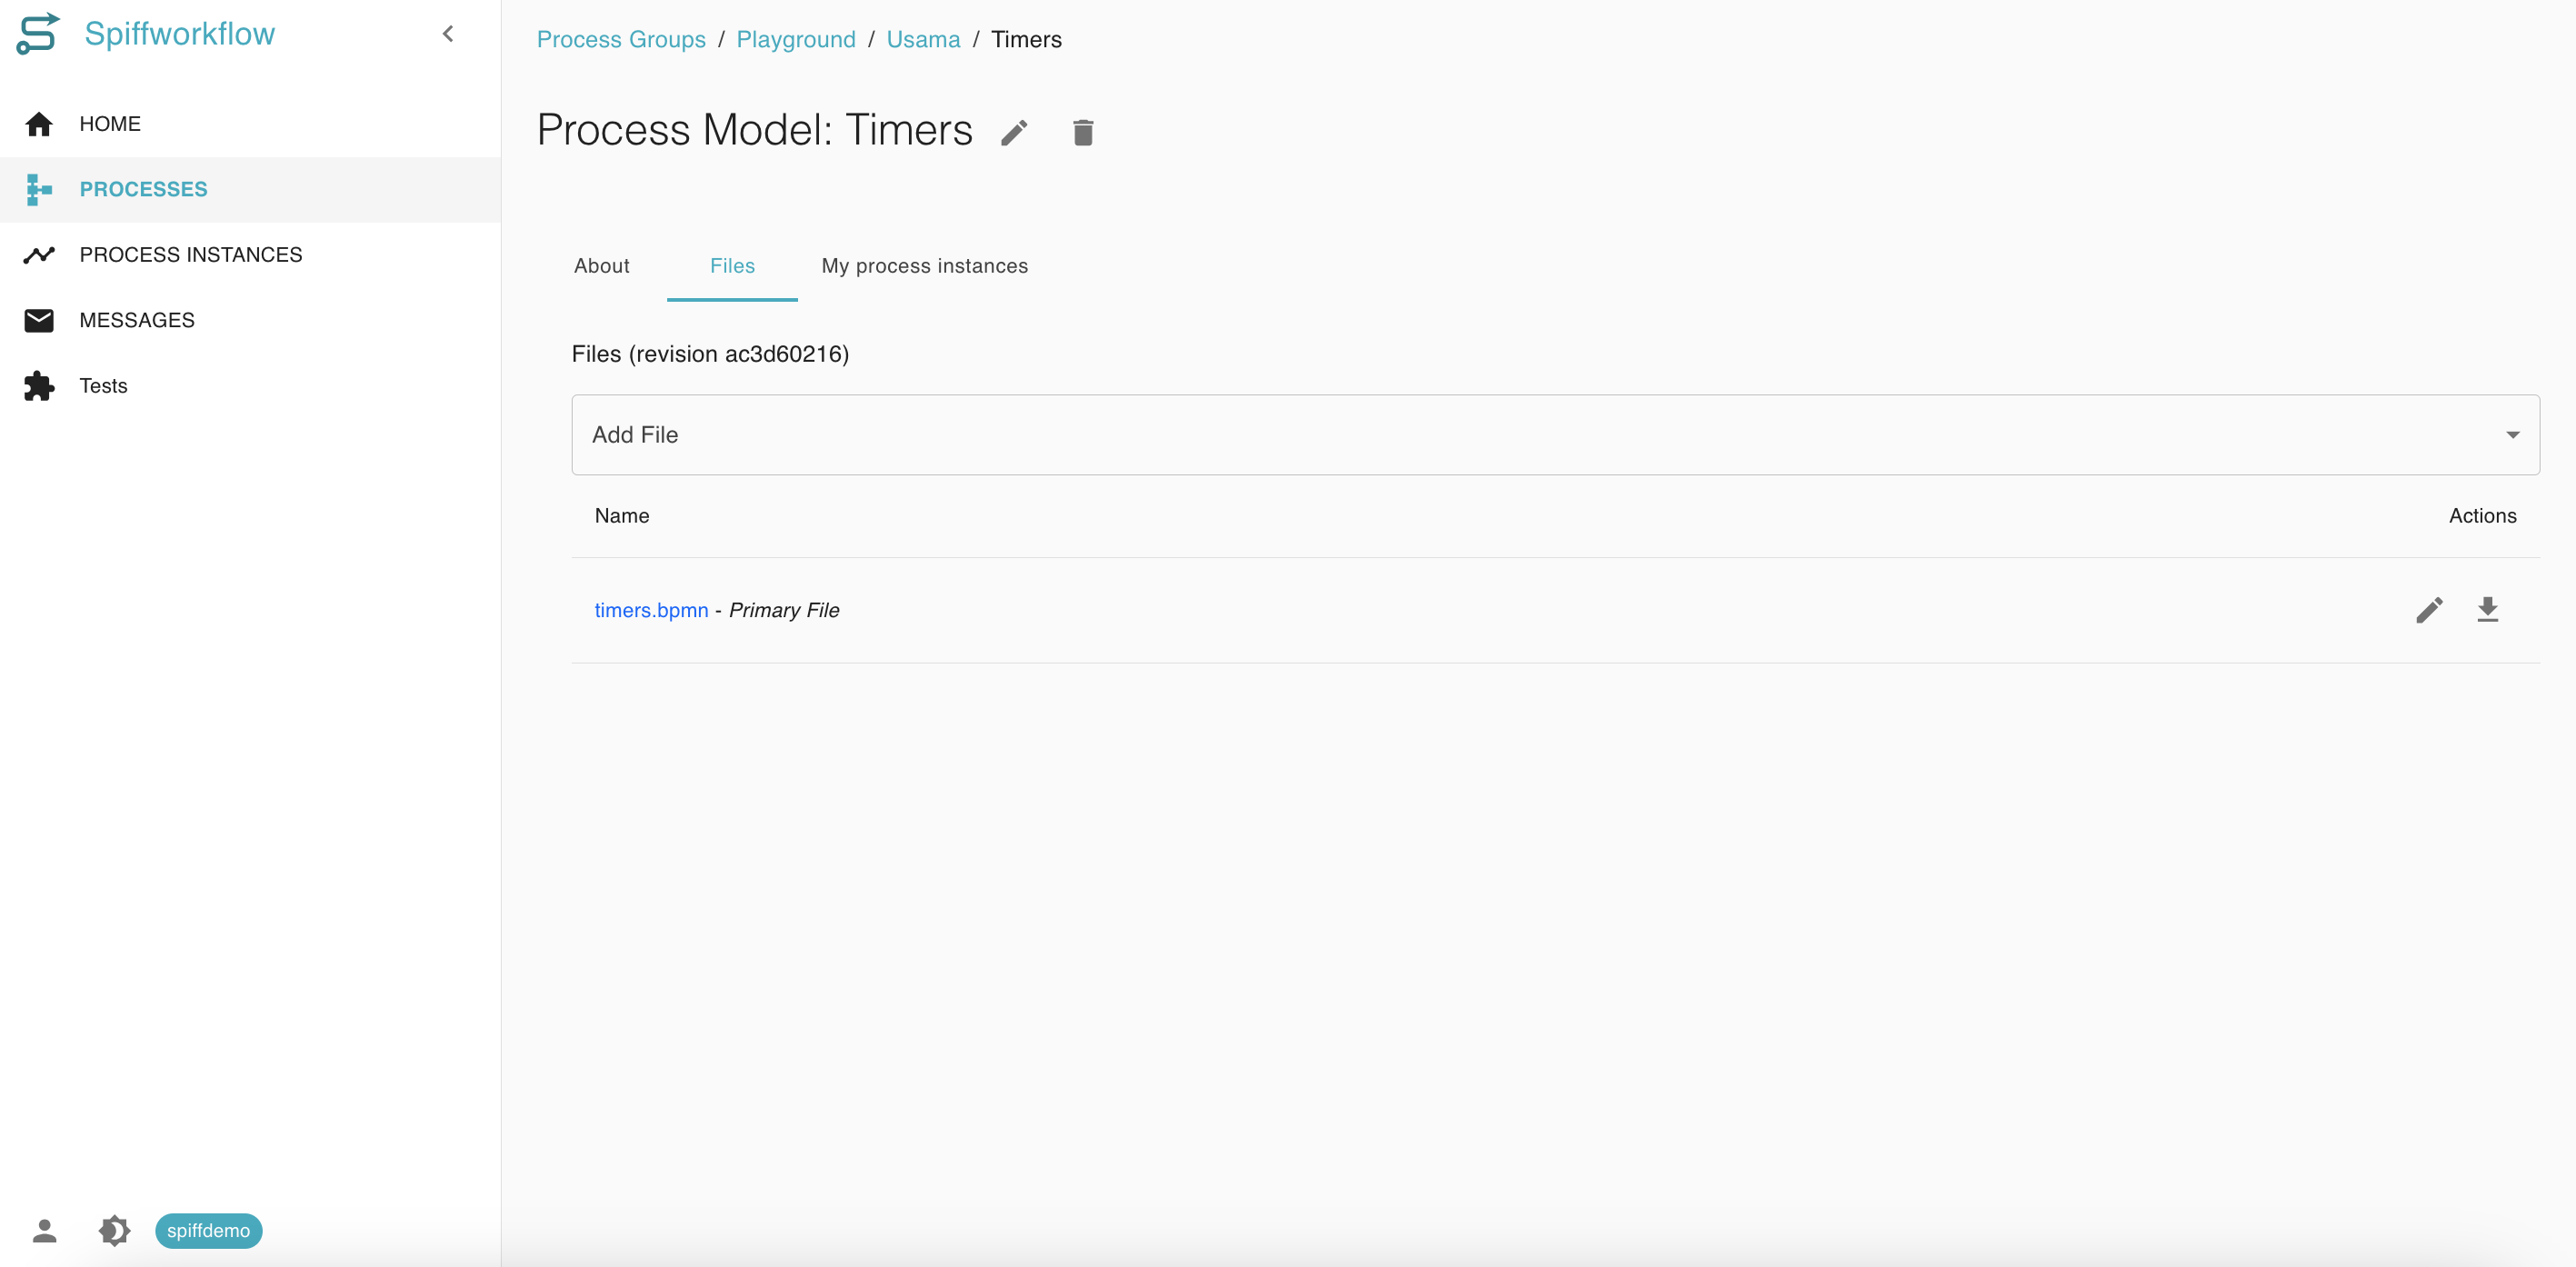 Spiffworkflow
HOME
PROCESSES
PROCESS INSTANCES
MESSAGES
Tests
spiffdemo
Process Groups / Playground / Usama / Timers
Process Model: Timers
About Files My process instances
Files (revision ac3d60216)
Add File
Name Actions
timers.bpmn - Primary File